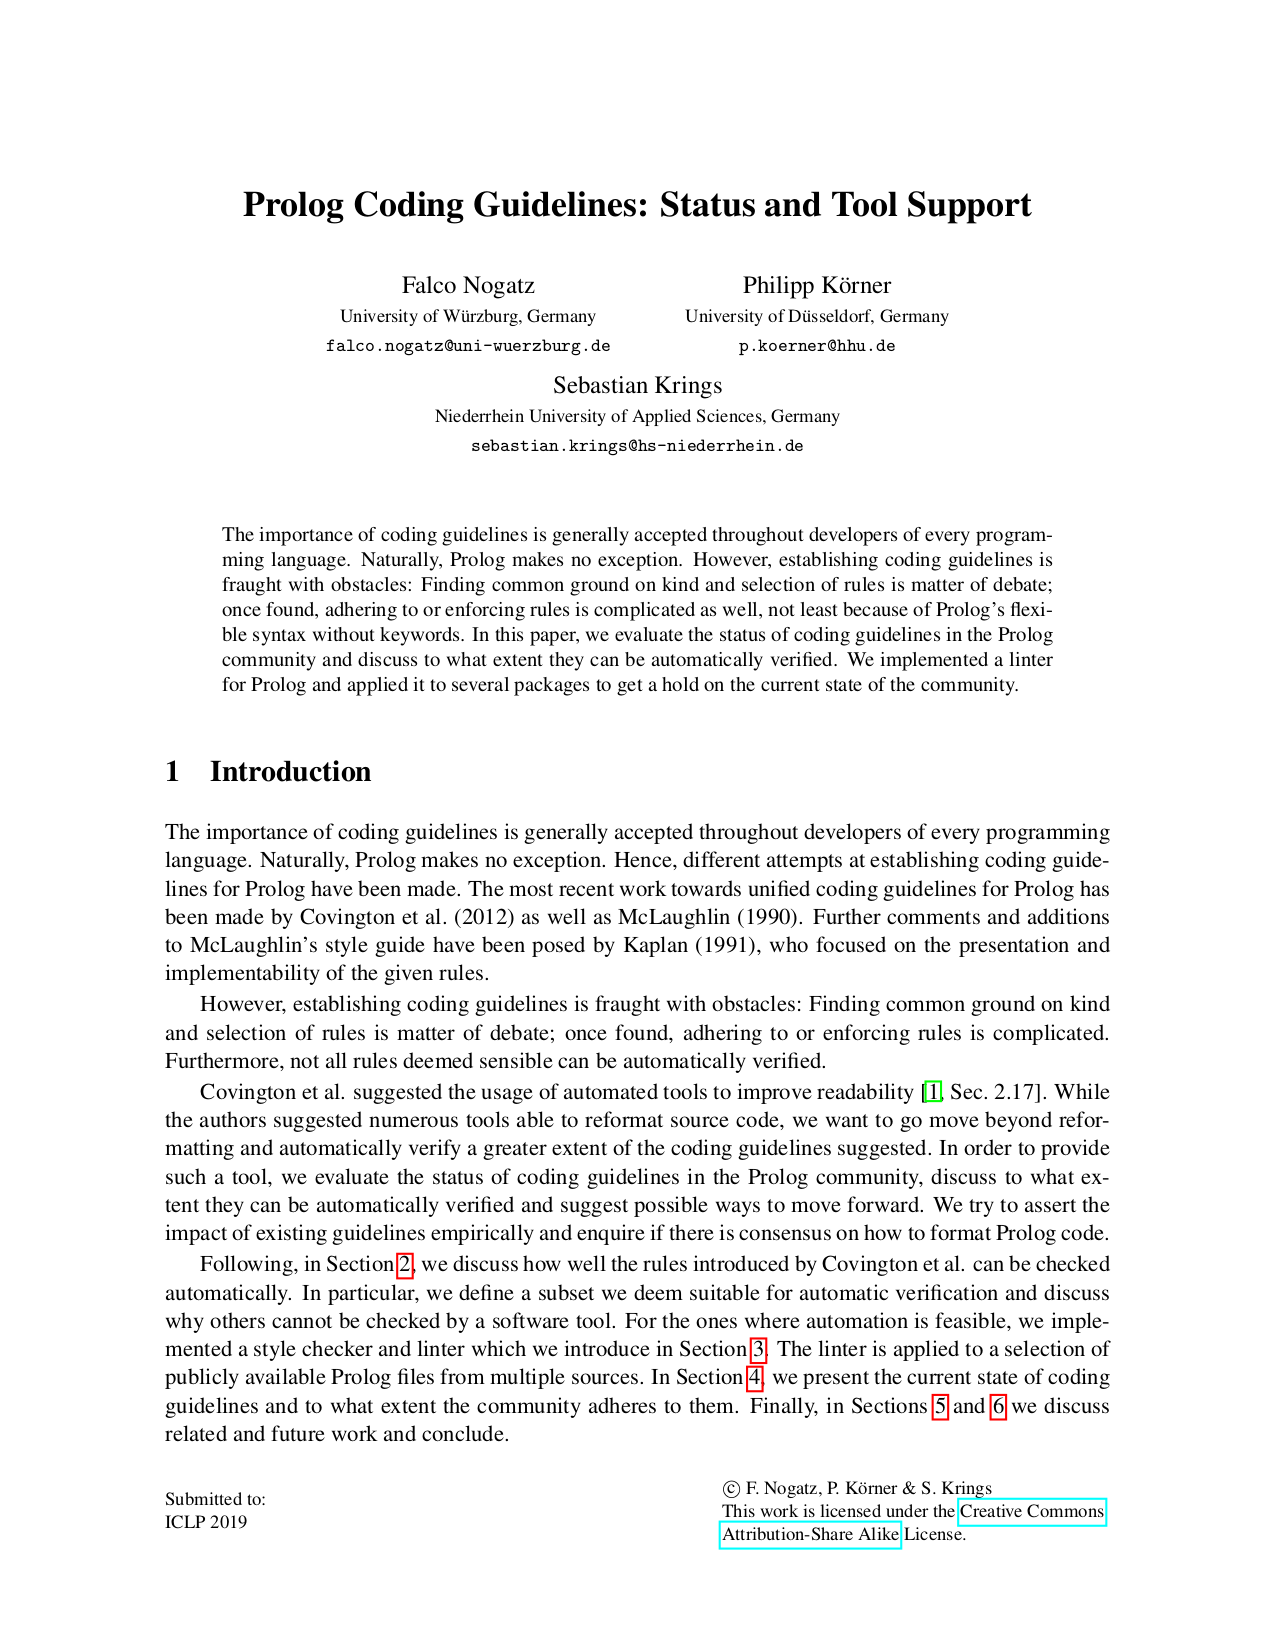 Prolog Coding Guidelines: Status and Tool Support
Falco Nogatz
University of Würzburg, Germany
falco.nogatz@uni-wuerzburg.de
Philipp Körner
University of Düsseldorf, Germany
p.koerner@hhu.de
Sebastian Krings
Niederrhein University of Applied Sciences, Germany
sebastian.krings@hs-niederrhein.de
The importance of coding guidelines is generally accepted throughout developers of every program-
ming language. Naturally, Prolog makes no exception. However, establishing coding guidelines is
fraught with obstacles: Finding common ground on kind and selection of rules is matter of debate;
once found, adhering to or enforcing rules is complicated as well, not least because of Prolog's flexi-
ble syntax without keywords. In this paper, we evaluate the status of coding guidelines in the Prolog
community and discuss to what extent they can be automatically verified. We implemented a linter
for Prolog and applied it to several packages to get a hold on the current state of the community.
1 Introduction
The importance of coding guidelines is generally accepted throughout developers of every programming
language. Naturally, Prolog makes no exception. Hence, different attempts at establishing coding guide-
lines for Prolog have been made. The most recent work towards unified coding guidelines for Prolog has
been made by Covington et al. (2012) as well as McLaughlin (1990). Further comments and additions
to McLaughlin's style guide have been posed by Kaplan (1991), who focused on the presentation and
implementability of the given rules.
However, establishing coding guidelines is fraught with obstacles: Finding common ground on kind
and selection of rules is matter of debate; once found, adhering to or enforcing rules is complicated.
Furthermore, not all rules deemed sensible can be automatically verified.
Covington et al. suggested the usage of automated tools to improve readability [1, Sec. 2.17]. While
the authors suggested numerous tools able to reformat source code, we want to go move beyond refor-
matting and automatically verify a greater extent of the coding guidelines suggested. In order to provide
such a tool, we evaluate the status of coding guidelines in the Prolog community, discuss to what ex-
tent they can be automatically verified and suggest possible ways to move forward. We try to assert the
impact of existing guidelines empirically and enquire if there is consensus on how to format Prolog code.
Following, in Section 2, we discuss how well the rules introduced by Covington et al. can be checked
automatically. In particular, we define a subset we deem suitable for automatic verification and discuss
why others cannot be checked by a software tool. For the ones where automation is feasible, we imple-
mented a style checker and linter which we introduce in Section 3. The linter is applied to a selection of
publicly available Prolog files from multiple sources. In Section 4, we present the current state of coding
guidelines and to what extent the community adheres to them. Finally, in Sections 5 and 6 we discuss
related and future work and conclude.
Submitted to:
ICLP 2019
© F. Nogatz, P. Körner & S. Krings
This work is licensed under the Creative Commons
Attribution-Share Alike License.